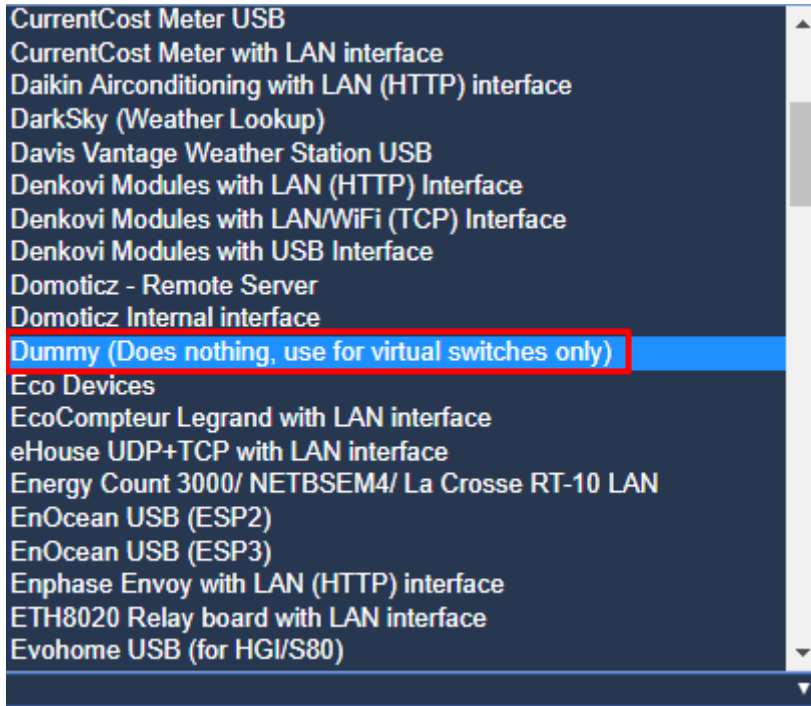 CurrentCost Meter USB
CurrentCost Meter with LAN interface
Daikin Airconditioning with LAN (HTTP) interface
DarkSky (Weather Lookup)
Davis Vantage Weather Station USB
Denkovi Modules with LAN (HTTP) Interface
Denkovi Modules with LAN/WiFi (TCP) Interface
Denkovi Modules with USB Interface
Domoticz - Remote Server
Domoticz Internal interface
Dummy (Does nothing, use for virtual switches only)
Eco Devices
EcoCompteur Legrand with LAN interface
eHouse UDP+TCP with LAN interface
Energy Count 3000/ NETBSEM4/ La Crosse RT-10 LAN
EnOcean USB (ESP2)
EnOcean USB (ESP3)
Enphase Envoy with LAN (HTTP) interface
ETH8020 Relay board with LAN interface
Evohome USB (for HGI/S80)